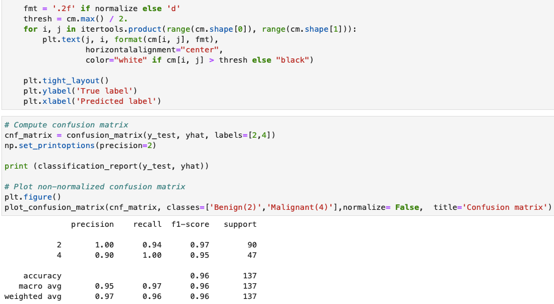 fmt = '.2f' if normalize else 'd'
thresh = cm.max() / 2.
for i, j in itertools.product(range(cm.shape[0]), range(cm.shape[1])):
plt.text(j, i, format(cm[i, j], fmt),
horizontalalignment="center",
color="white" if cm[i, j] > thresh else "black")
plt.tight_layout()
plt.ylabel('True label')
plt.xlabel('Predicted label')
# Compute confusion matrix
cnf_matrix = confusion_matrix(y_test, yhat, labels=[2,4])
np.set_printoptions(precision=2)
print (classification_report(y_test, yhat))
# Plot non-normalized confusion matrix
plt.figure()
plot_confusion_matrix(cnf_matrix, classes=['Benign(2)','Malignant(4)'],normalize= False,  title='Confusion matrix')
precision recall f1-score support
2 1.00 0.94 0.97 90
4 0.90 1.00 0.95 47
accuracy 0.96 137
macro avg 0.95 0.97 0.96 137
weighted avg 0.97 0.96 0.96 137